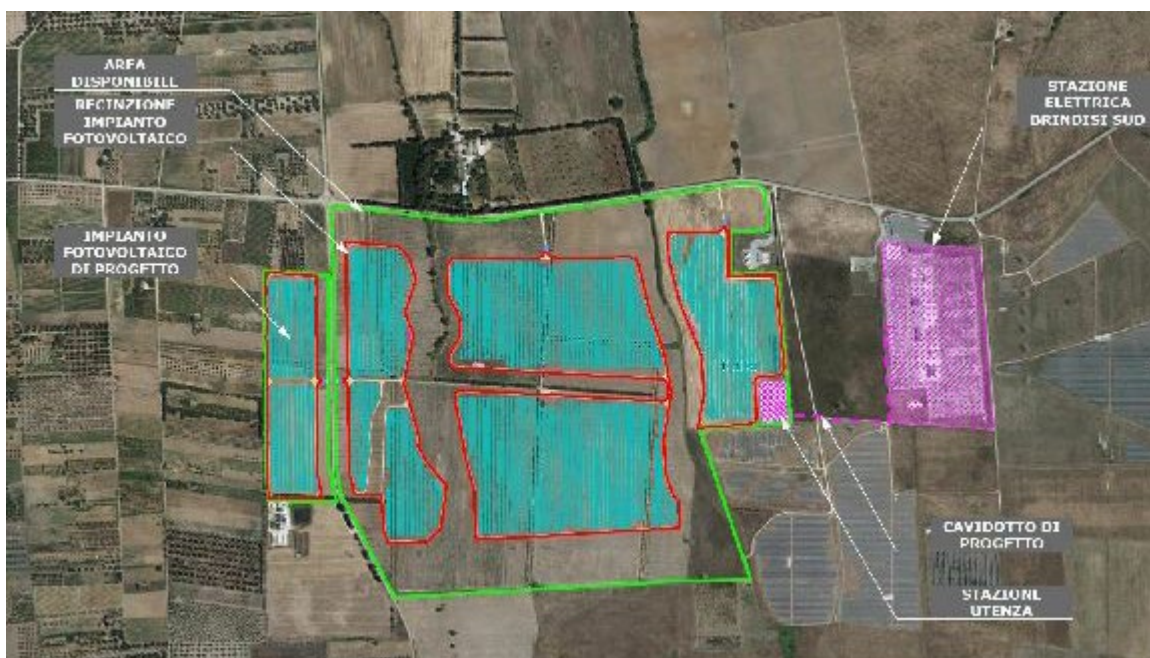 AREA
DISPONIBILE
RECINZIONE
IMPIANTO
FOTOVOLTAICO
IMPIANTO
FOTOVOLTAICO
DI PROGETTO
STAZIONE
ELETTRICA
BRINDISI SUD
CAVIDOTTO DI
PROGETTO
STAZIONE
UTENZA